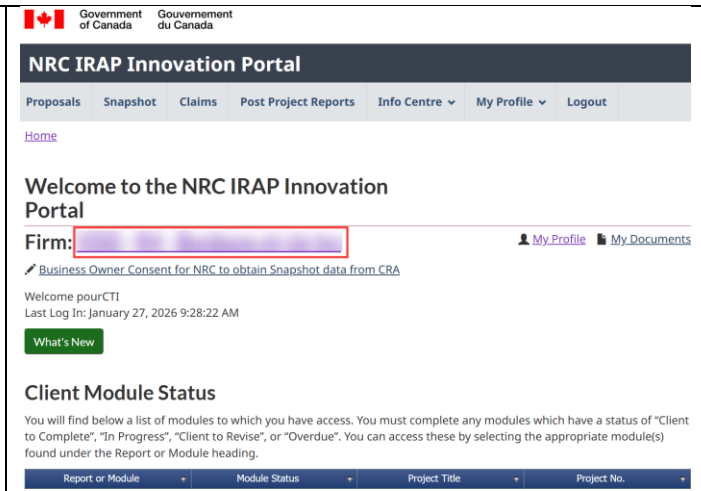 Government Gouvernement
of Canada du Canada
NRC IRAP Innovation Portal
Proposals Snapshot Claims Post Project Reports Info Centre My Profile Logout
Home
Welcome to the NRC IRAP Innovation
Portal
Firm:
My Profile My Documents
Business Owner Consent for NRC to obtain Snapshot data from CRA
Welcome pourCTI
Last Log In: January 27, 2026 9:28:22 AM
What's New
Client Module Status
You will find below a list of modules to which you have access. You must complete any modules which have a status of “Client
to Complete”, “In Progress”, “Client to Revise”, or “Overdue”. You can access these by selecting the appropriate module(s)
found under the Report or Module heading.
Report or Module Module Status Project Title Project No.